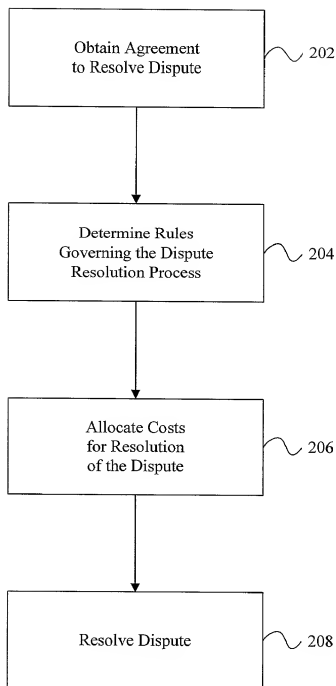 Obtain Agreement
to Resolve Dispute
202
Determine Rules
Governing the Dispute
Resolution Process
204
Allocate Costs
for Resolution
of the Dispute
206
Resolve Dispute
208